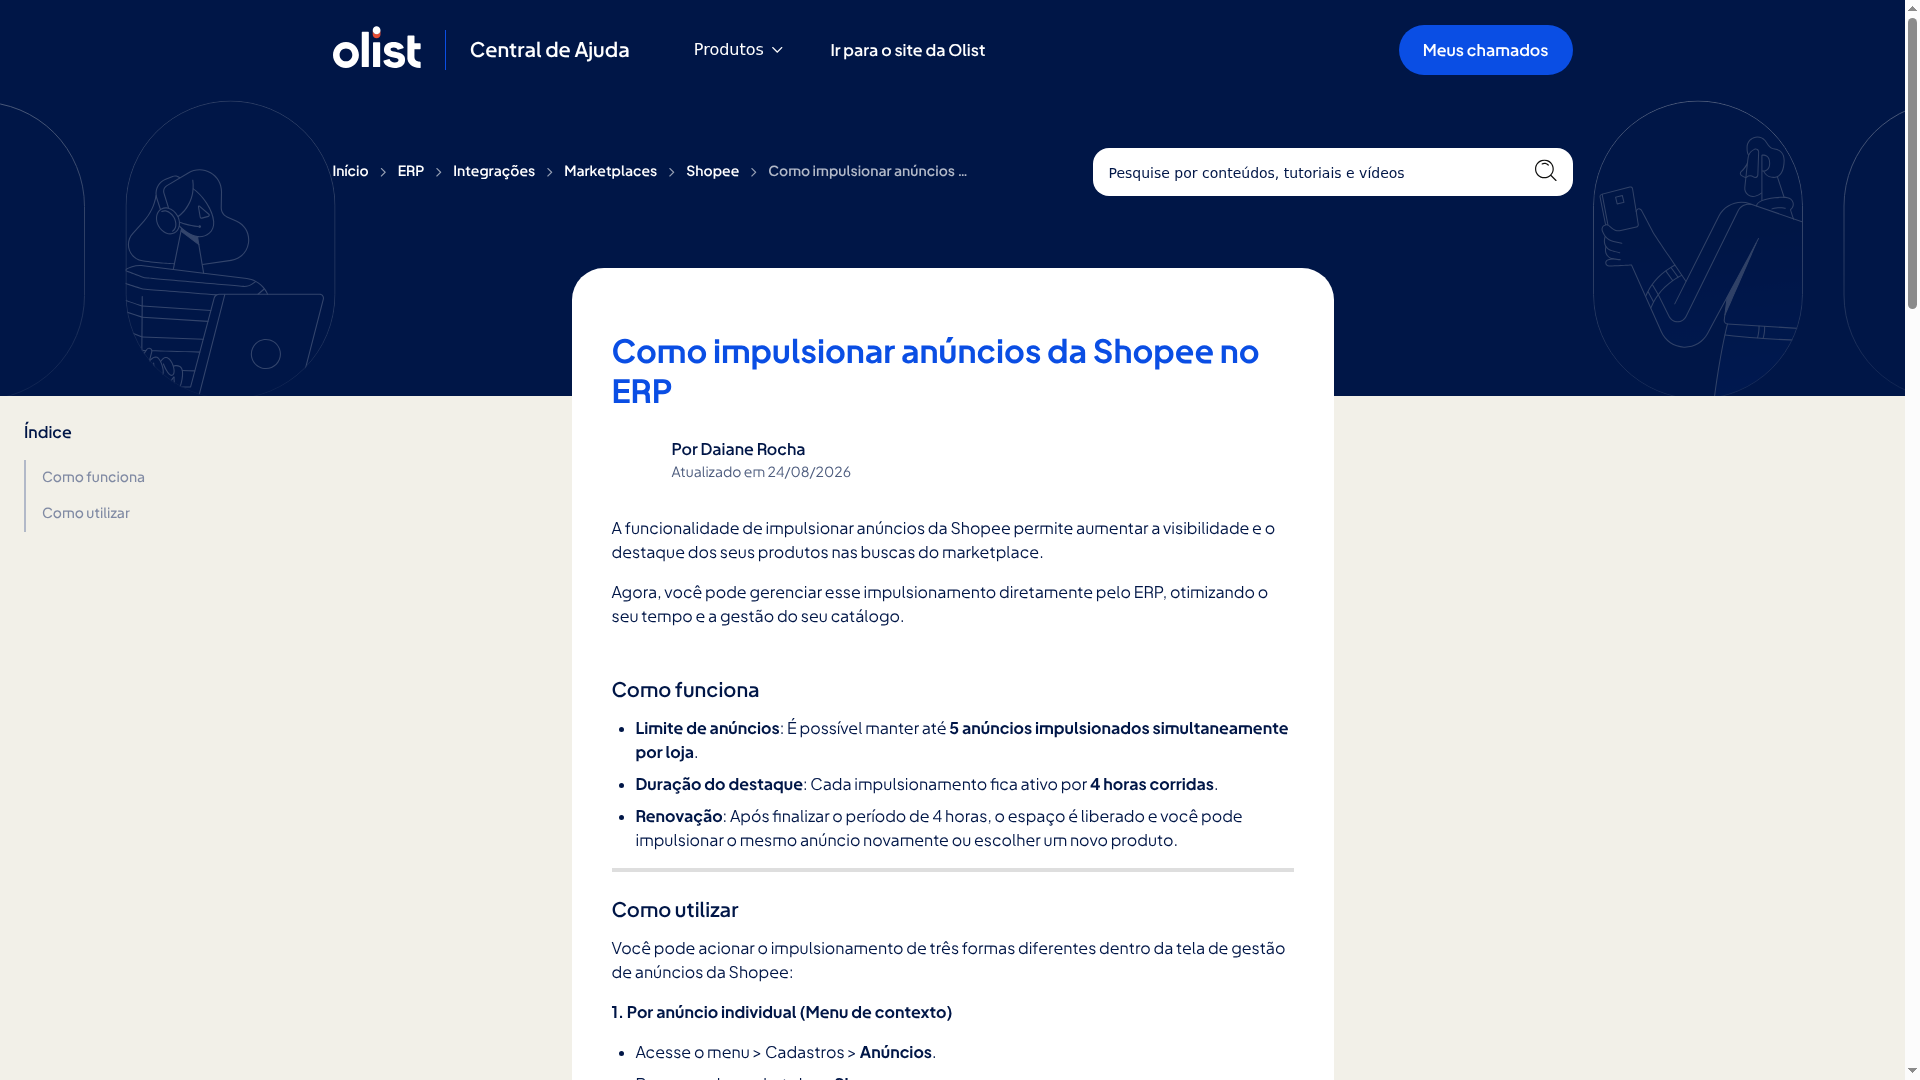 olist
Central de Ajuda
Produtos
Ir para o site da Olist
Meus chamados
Início > ERP > Integrações > Marketplaces > Shopee > Como impulsionar anúncios ...
Pesquise por conteúdos, tutoriais e vídeos
Como impulsionar anúncios da Shopee no
ERP
Índice
Como funciona
Como utilizar
Por Daiane Rocha
Atualizado em 24/08/2026
A funcionalidade de impulsionar anúncios da Shopee permite aumentar a visibilidade e o
destaque dos seus produtos nas buscas do marketplace.
Agora, você pode gerenciar esse impulsionamento diretamente pelo ERP, otimizando o
seu tempo e a gestão do seu catálogo.
Como funciona
• Limite de anúncios: É possível manter até 5 anúncios impulsionados simultaneamente
por loja.
• Duração do destaque: Cada impulsionamento fica ativo por 4 horas corridas.
• Renovação: Após finalizar o período de 4 horas, o espaço é liberado e você pode
impulsionar o mesmo anúncio novamente ou escolher um novo produto.
Como utilizar
Você pode acionar o impulsionamento de três formas diferentes dentro da tela de gestão
de anúncios da Shopee:
1. Por anúncio individual (Menu de contexto)
• Acesse o menu > Cadastros > Anúncios.